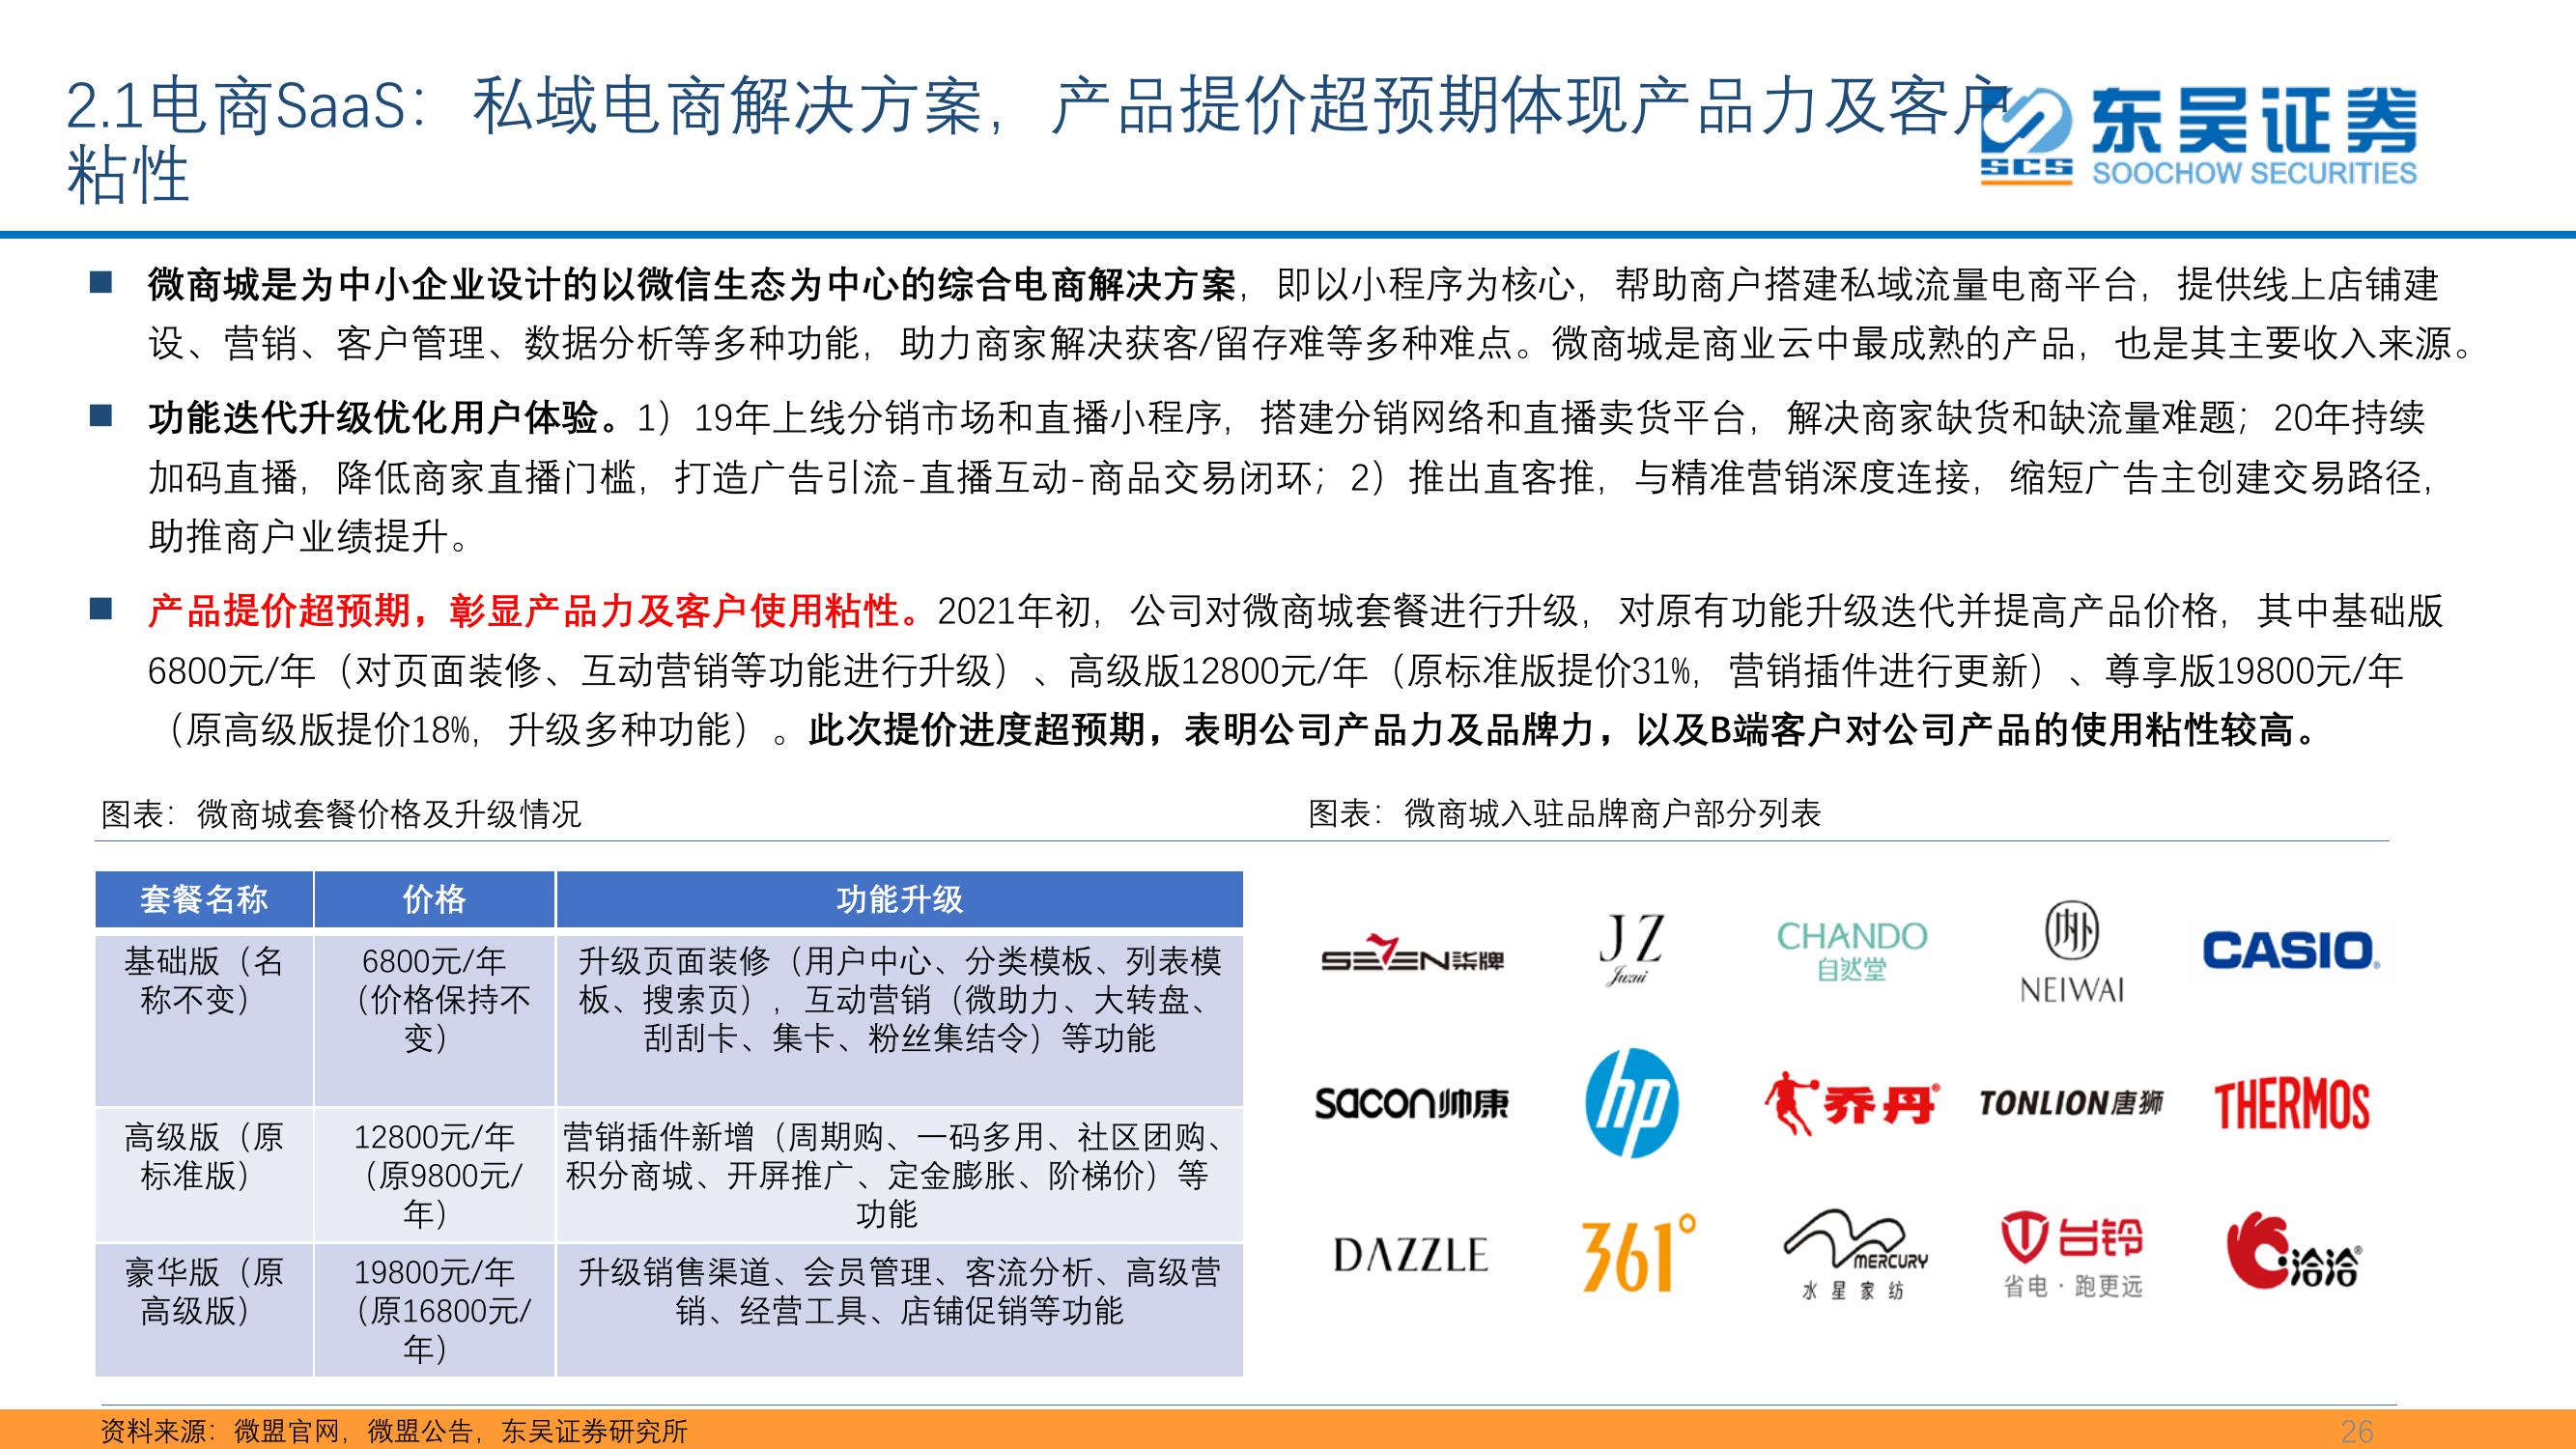 2.1电商SaaS：私域电商解决方案，产品提价超预期体现产品力及客户
粘性
SCS
东吴证券
SOOCHOW SECURITIES
微商城是为中小企业设计的以微信生态为中心的综合电商解决方案，即以小程序为核心，帮助商户搭建私域流量电商平台，提供线上店铺建
设、营销、客户管理、数据分析等多种功能，助力商家解决获客/留存难等多种难点。微商城是商业云中最成熟的产品，也是其主要收入来源。
功能迭代升级优化用户体验。1）19年上线分销市场和直播小程序，搭建分销网络和直播卖货平台，解决商家缺货和缺流量难题；20年持续
加码直播，降低商家直播门槛，打造广告引流-直播互动-商品交易闭环；2）推出直客推，与精准营销深度连接，缩短广告主创建交易路径，
助推商户业绩提升。
产品提价超预期，彰显产品力及客户使用粘性。2021年初，公司对微商城套餐进行升级，对原有功能升级迭代并提高产品价格，其中基础版
6800元/年（对页面装修、互动营销等功能进行升级）、高级版12800元/年（原标准版提价31%，营销插件进行更新）、尊享版19800元/年
（原高级版提价18%，升级多种功能）。此次提价进度超预期，表明公司产品力及品牌力，以及B端客户对公司产品的使用粘性较高。
图表：微商城套餐价格及升级情况
套餐名称 价格 功能升级
基础版（名
称不变）
6800元/年
（价格保持不
变）
升级页面装修（用户中心、分类模板、列表模
板、搜索页），互动营销（微助力、大转盘、
刮刮卡、集卡、粉丝集结令）等功能
高级版（原
标准版）
12800元/年
（原9800元/
年）
营销插件新增（周期购、一码多用、社区团购、
积分商城、开屏推广、定金膨胀、阶梯价）等
功能
豪华版（原
高级版）
19800元/年
（原16800元/
年）
升级销售渠道、会员管理、客流分析、高级营
销、经营工具、店铺促销等功能
图表：微商城入驻品牌商户部分列表
SEVEN柒牌
JZ
Juzui
CHANDO
自然堂
NEIWAI
CASIO
sacon帅康
hp
乔丹
TONLION唐狮
THERMOS
DAZZLE
361°
MERCURY
水星家纺
台铃
省电·跑更远
洽洽
资料来源：微盟官网，微盟公告，东吴证券研究所
26